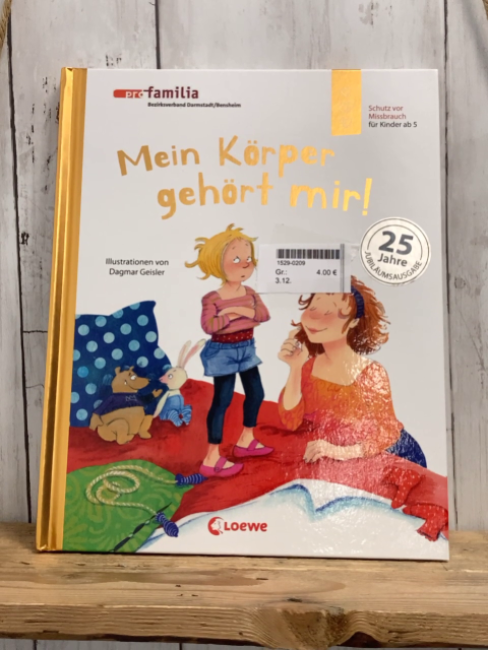 pro familia
Bezirksverband Darmstadt/Bensheim
Schutz vor
Missbrauch
für Kinder ab 5
Mein Körper
gehört mir!
Illustrationen von
Dagmar Geisler
1529-0209
Gr.: 4.00 €
3.12.
25
Jahre
JUBILÄUMSAUSGABE
Loewe